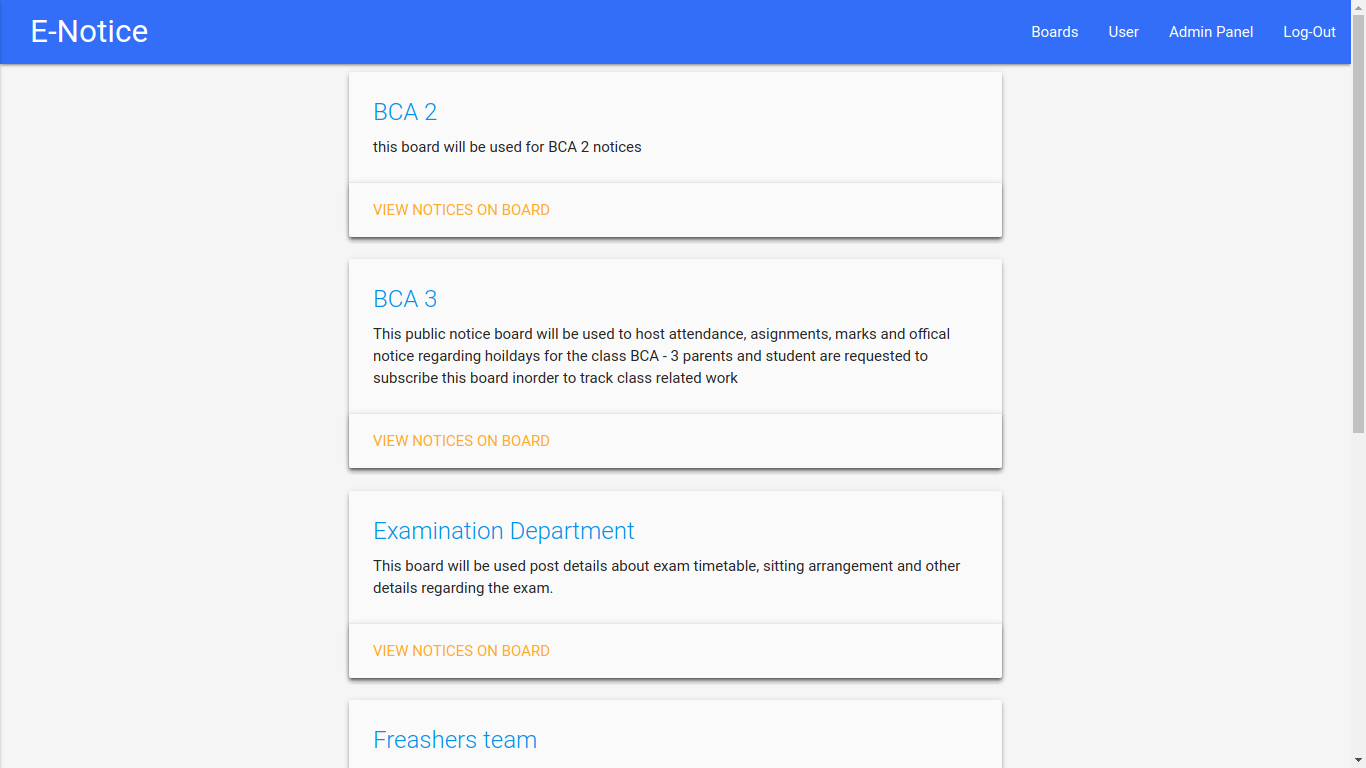 E-Notice
Boards
User
Admin Panel
Log-Out
BCA 2
this board will be used for BCA 2 notices
VIEW NOTICES ON BOARD
BCA 3
This public notice board will be used to host attendance, asignments, marks and offical
notice regarding hoildays for the class BCA - 3 parents and student are requested to
subscribe this board inorder to track class related work
VIEW NOTICES ON BOARD
Examination Department
This board will be used post details about exam timetable, sitting arrangement and other
details regarding the exam.
VIEW NOTICES ON BOARD
Freashers team